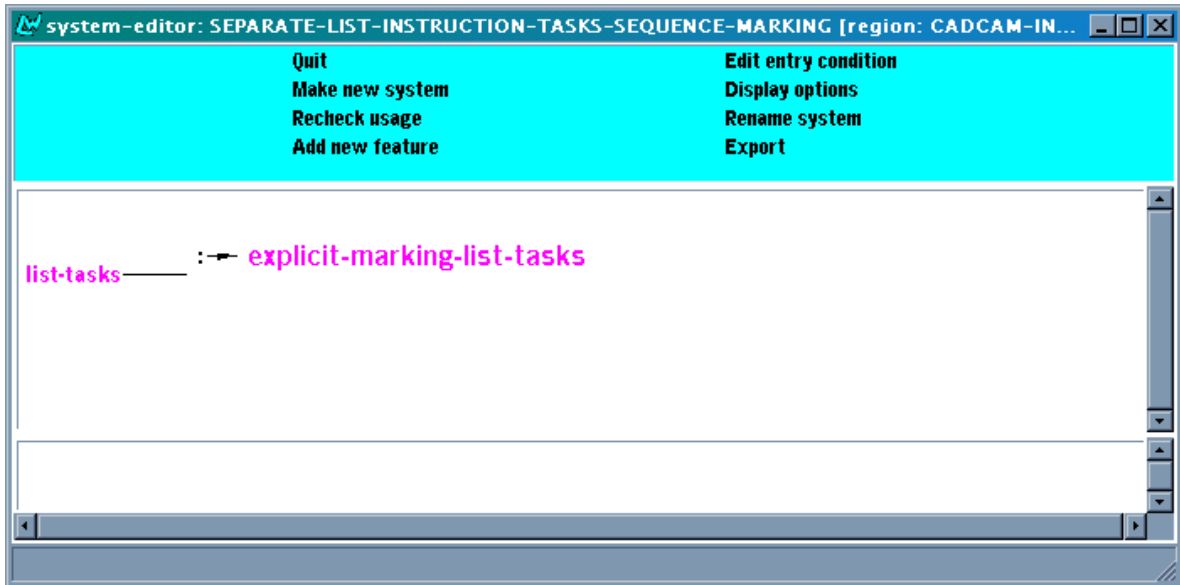 system-editor: SEPARATE-LIST-INSTRUCTION-TASKS-SEQUENCE-MARKING [region: CADCAM-IN...
Quit Edit entry condition
Make new system Display options
Recheck usage Rename system
Add new feature Export
: explicit-marking-list-tasks
list-tasks